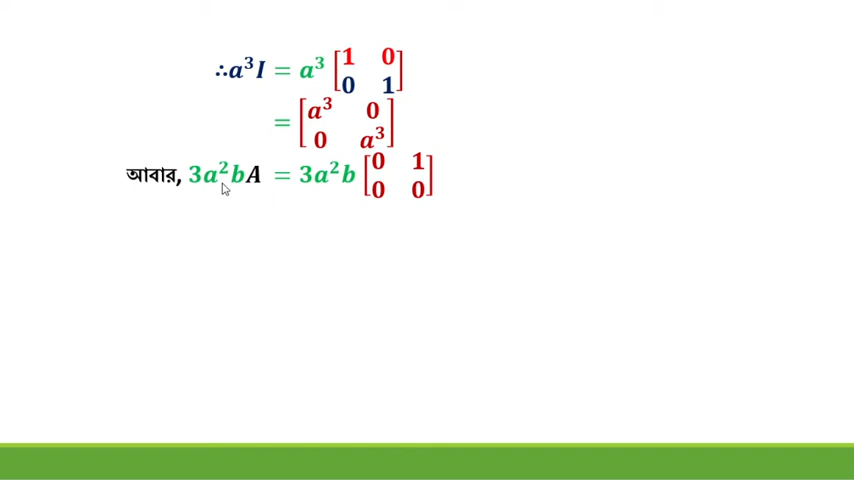 ∴a³I = a³ [1 0; 0 1]
= [a³ 0; 0 a³]
আবার, 3a²bA = 3a²b [0 1; 0 0]